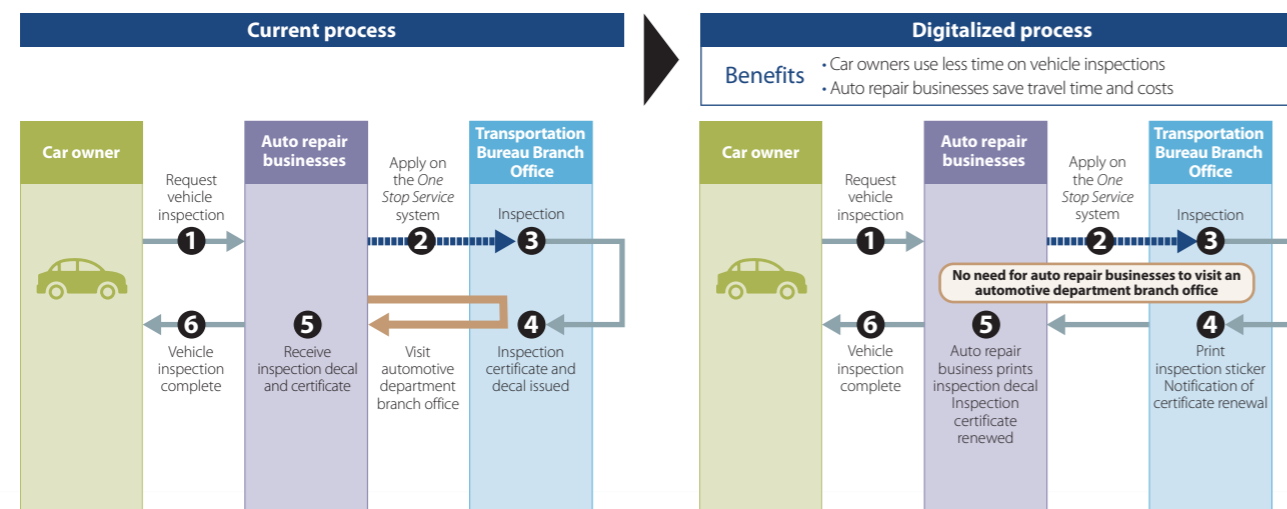 Current process
Car owner
Auto repair
businesses
Transportation
Bureau Branch
Office
Request
vehicle
inspection
1
Apply on
the One
Stop Service
system
2
Inspection
3
4
Inspection
certificate and
decal issued
Visit
automotive
department
branch office
5
Receive
inspection decal
and certificate
6
Vehicle
inspection
complete
Digitalized process
Benefits
• Car owners use less time on vehicle inspections
• Auto repair businesses save travel time and costs
Car owner
Auto repair
businesses
Transportation
Bureau Branch
Office
Request
vehicle
inspection
1
Apply on
the One
Stop Service
system
2
Inspection
3
No need for auto repair businesses to visit an
automotive department branch office
4
Print
inspection sticker
Notification of
certificate renewal
5
Auto repair
business prints
inspection decal
Inspection
certificate
renewed
6
Vehicle
inspection
complete